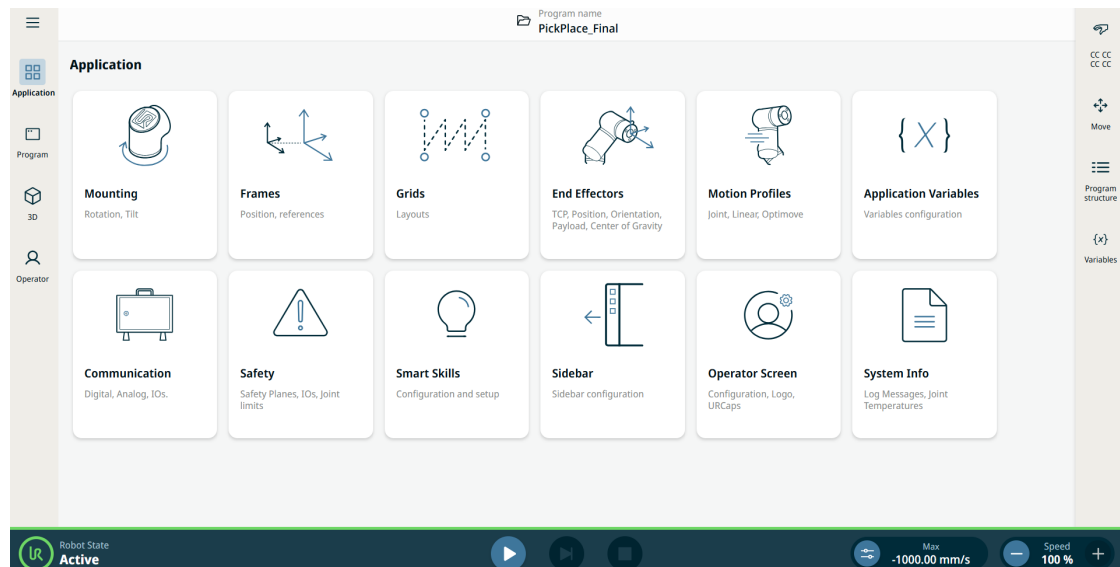 Program name
PickPlace_Final
Application
Application
Program
3D
Operator
Mounting
Rotation, Tilt
Frames
Position, references
Grids
Layouts
End Effectors
TCP, Position, Orientation,
Payload, Center of Gravity
Motion Profiles
Joint, Linear, Optimove
{X}
Application Variables
Variables configuration
Communication
Digital, Analog, IOs.
Safety
Safety Planes, IOs, Joint
limits
Smart Skills
Configuration and setup
Sidebar
Sidebar configuration
Operator Screen
Configuration, Logo,
URCaps
System Info
Log Messages, Joint
Temperatures
CC CC
CC CC
Move
Program
structure
{x}
Variables
UR
Robot State
Active
Max
-1000.00 mm/s
Speed
100 %